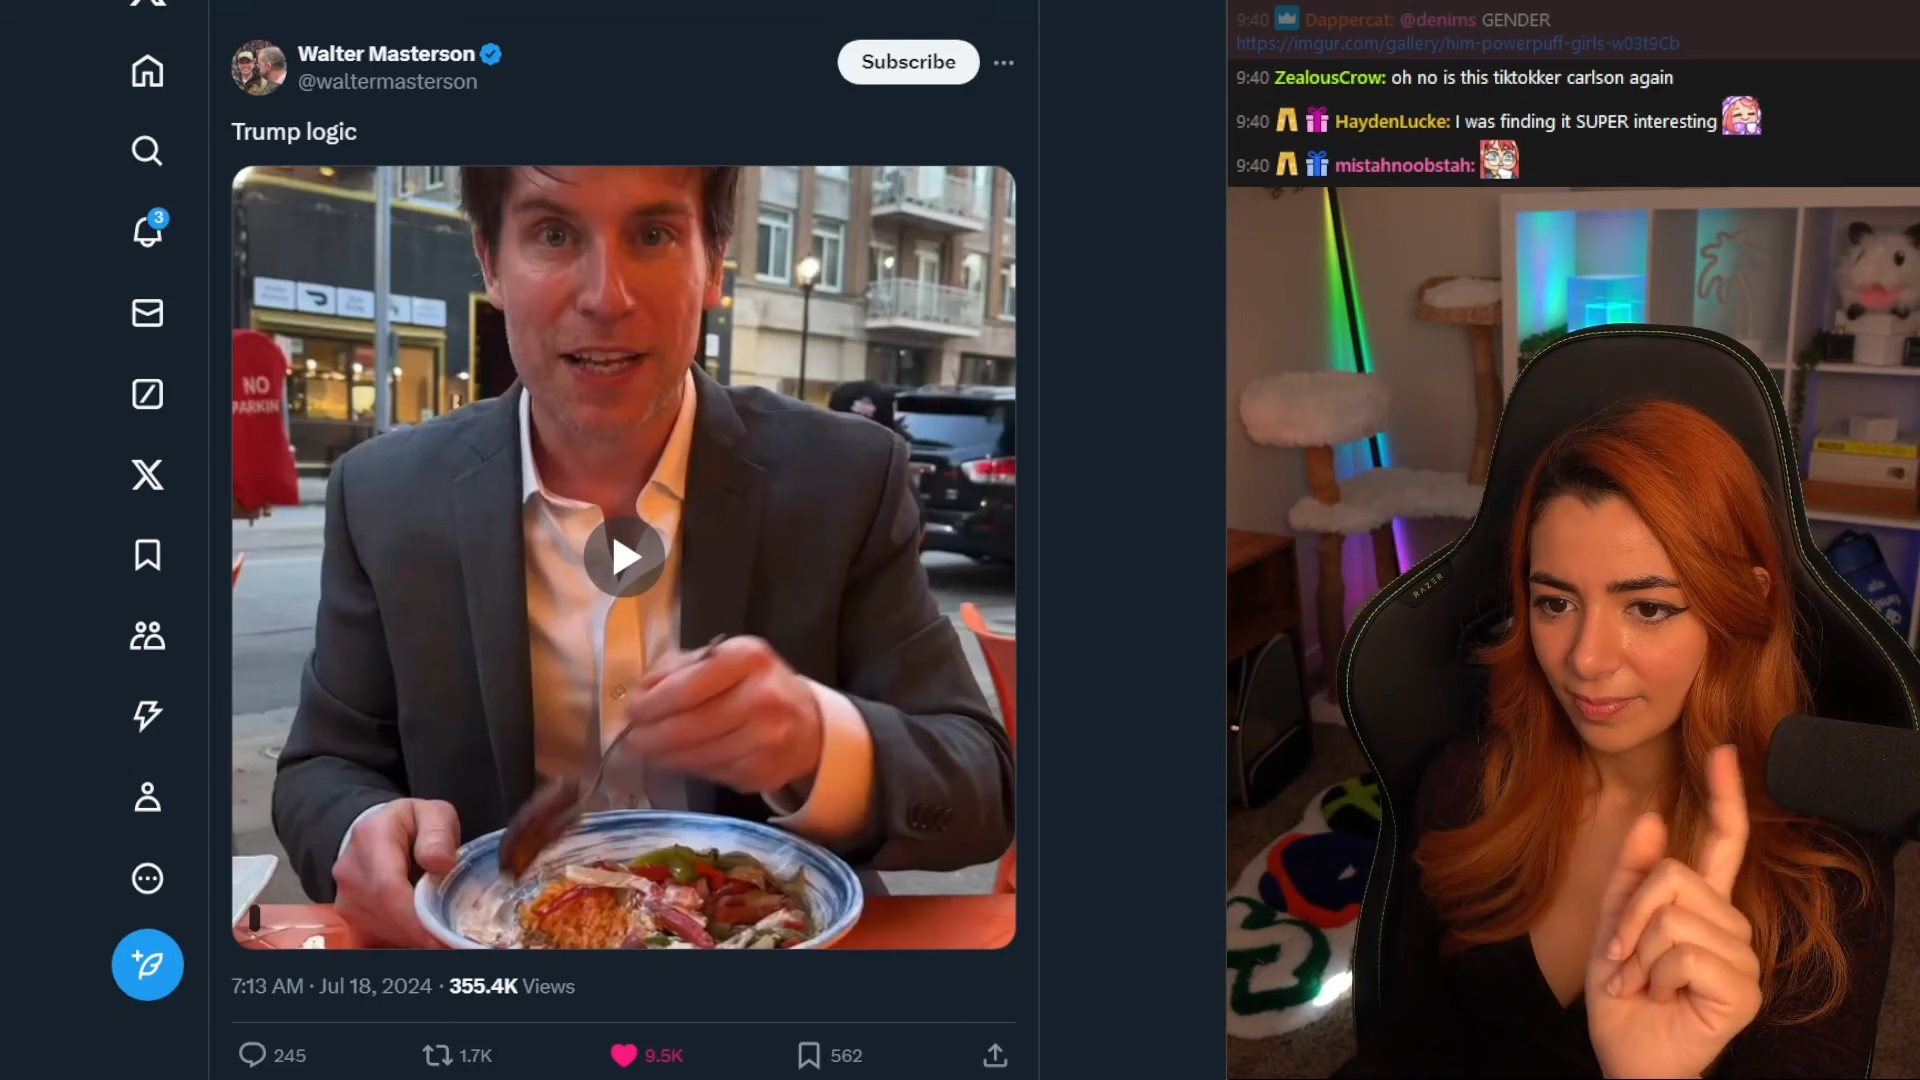 Walter Masterson
@waltermasterson
Subscribe
Trump logic
NO
PARKIN
7:13 AM · Jul 18, 2024 · 355.4K Views
245
1.7K
9.5K
562
3
9:40 Dappercat: @denims GENDER
https://imgur.com/gallery/him-powerpuff-girls-w03t9Cb
9:40 ZealousCrow: oh no is this tiktokker carlson again
9:40 HaydenLucke: I was finding it SUPER interesting
9:40 mistahnoobstah:
RAZER